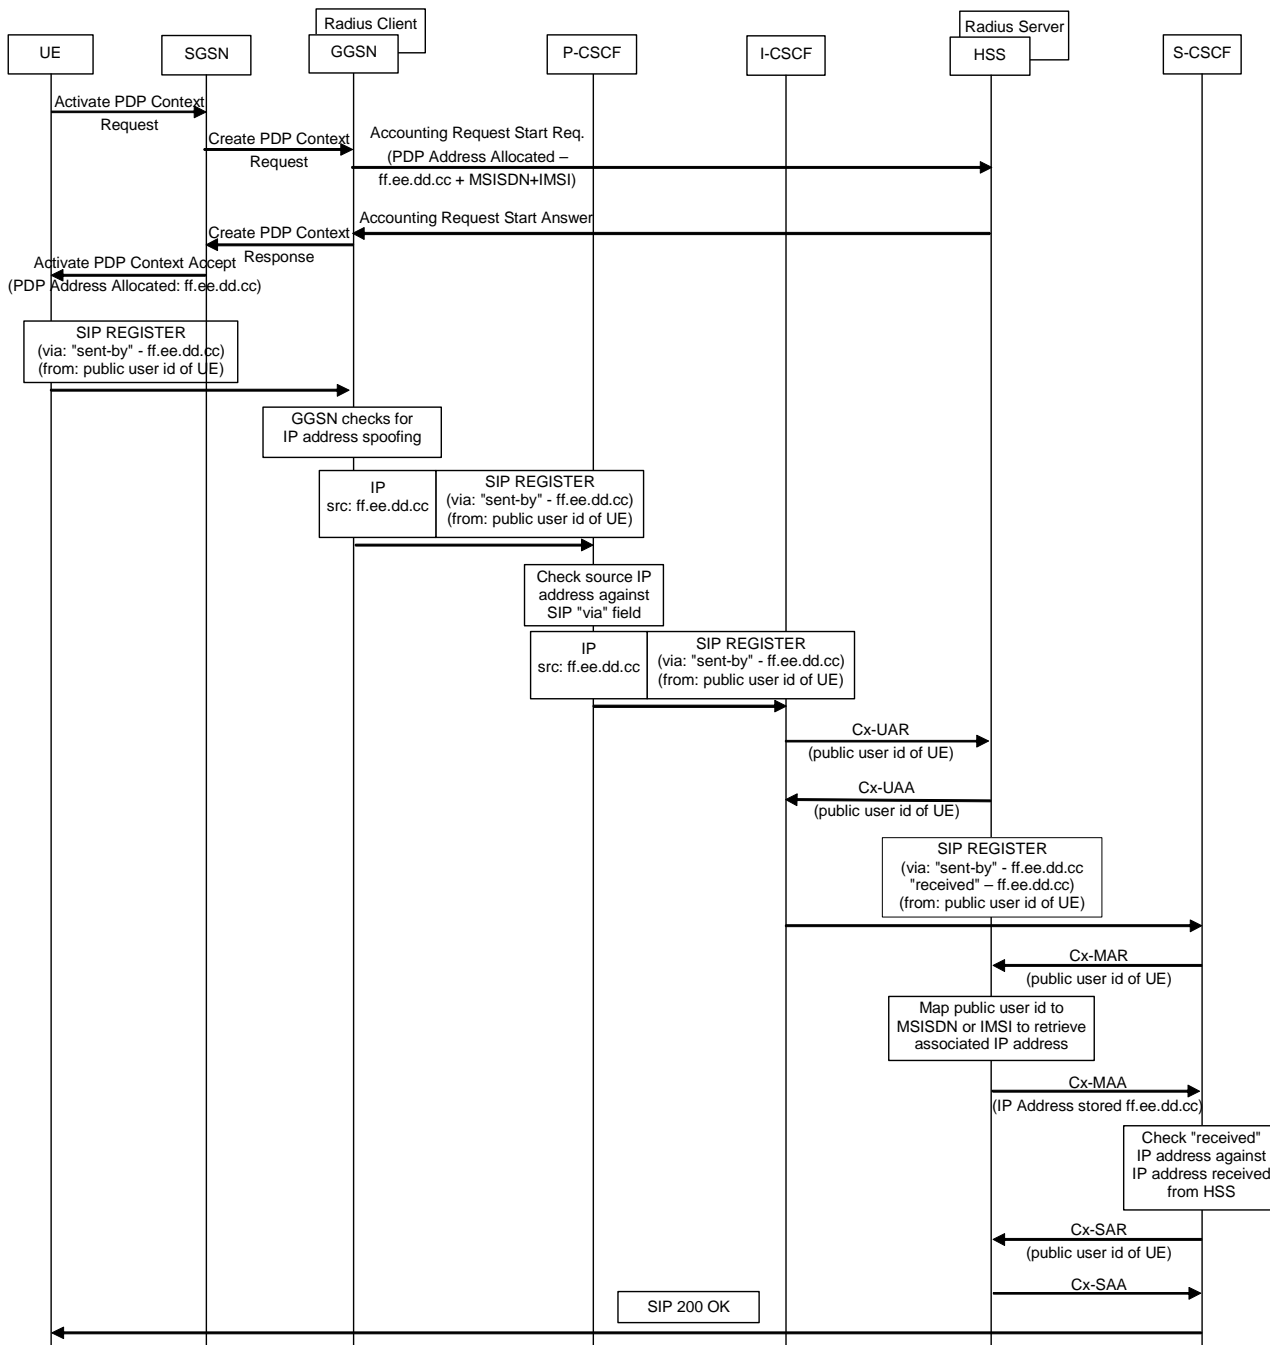 Radius Client
Radius Server
UE
SGSN
GGSN
P-CSCF
I-CSCF
HSS
S-CSCF
Activate PDP Context
Request
Create PDP Context
Request
Accounting Request Start Req.
(PDP Address Allocated –
ff.ee.dd.cc + MSISDN+IMSI)
Accounting Request Start Answer
Create PDP Context
Response
Activate PDP Context Accept
(PDP Address Allocated: ff.ee.dd.cc)
SIP REGISTER
(via: "sent-by" - ff.ee.dd.cc)
(from: public user id of UE)
GGSN checks for
IP address spoofing
IP
src: ff.ee.dd.cc
SIP REGISTER
(via: "sent-by" - ff.ee.dd.cc)
(from: public user id of UE)
Check source IP
address against
SIP "via" field
IP
src: ff.ee.dd.cc
SIP REGISTER
(via: "sent-by" - ff.ee.dd.cc)
(from: public user id of UE)
Cx-UAR
(public user id of UE)
Cx-UAA
(public user id of UE)
SIP REGISTER
(via: "sent-by" - ff.ee.dd.cc
"received" – ff.ee.dd.cc)
(from: public user id of UE)
Cx-MAR
(public user id of UE)
Map public user id to
MSISDN or IMSI to retrieve
associated IP address
Cx-MAA
(IP Address stored ff.ee.dd.cc)
Check "received"
IP address against
IP address received
from HSS
Cx-SAR
(public user id of UE)
Cx-SAA
SIP 200 OK